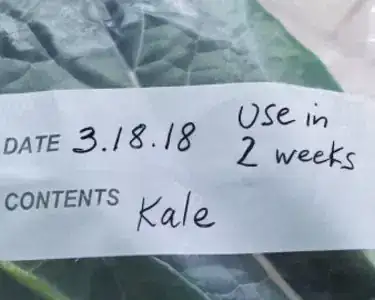 Use in
DATE 3.18.18 2 weeks
CONTENTS Kale